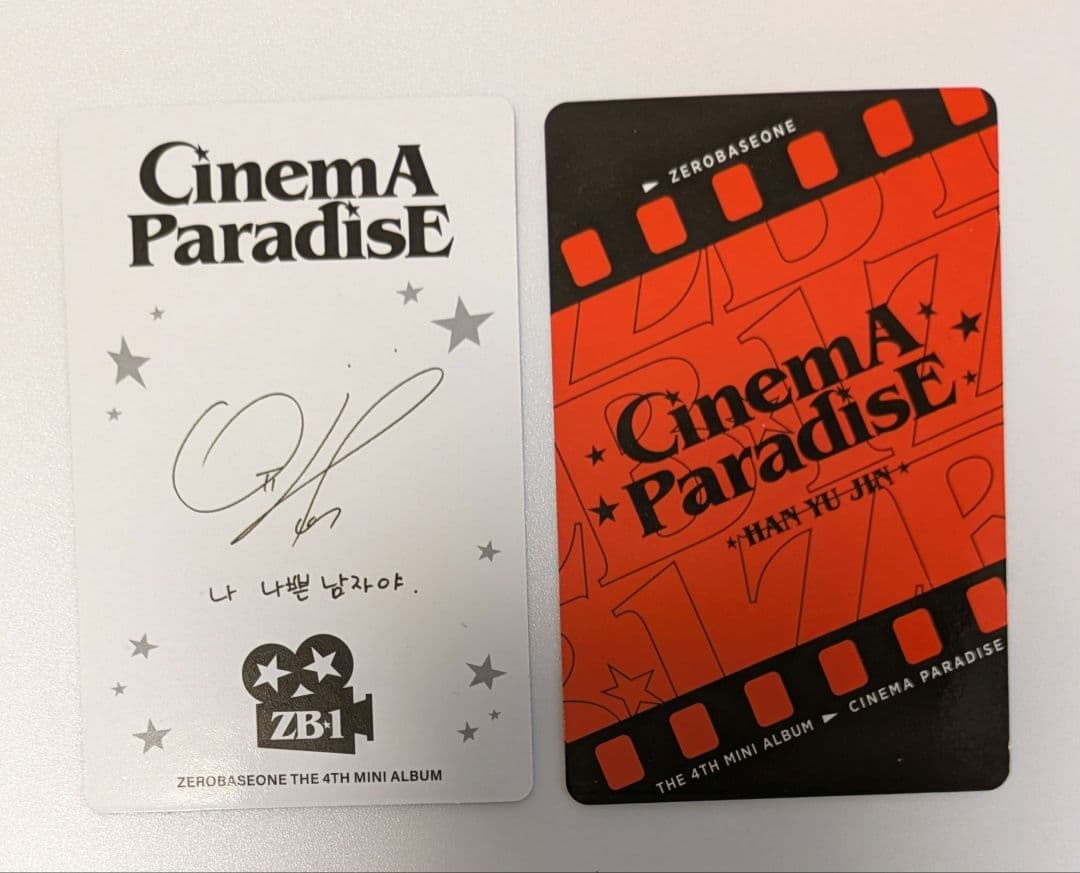 CinemA
ParadisE
나 나쁜 남자야.
ZB1
ZEROBASEONE THE 4TH MINI ALBUM
ZEROBASEONE
CinemA
ParadisE
HAN YU JIN
THE 4TH MINI ALBUM CINEMA PARADISE